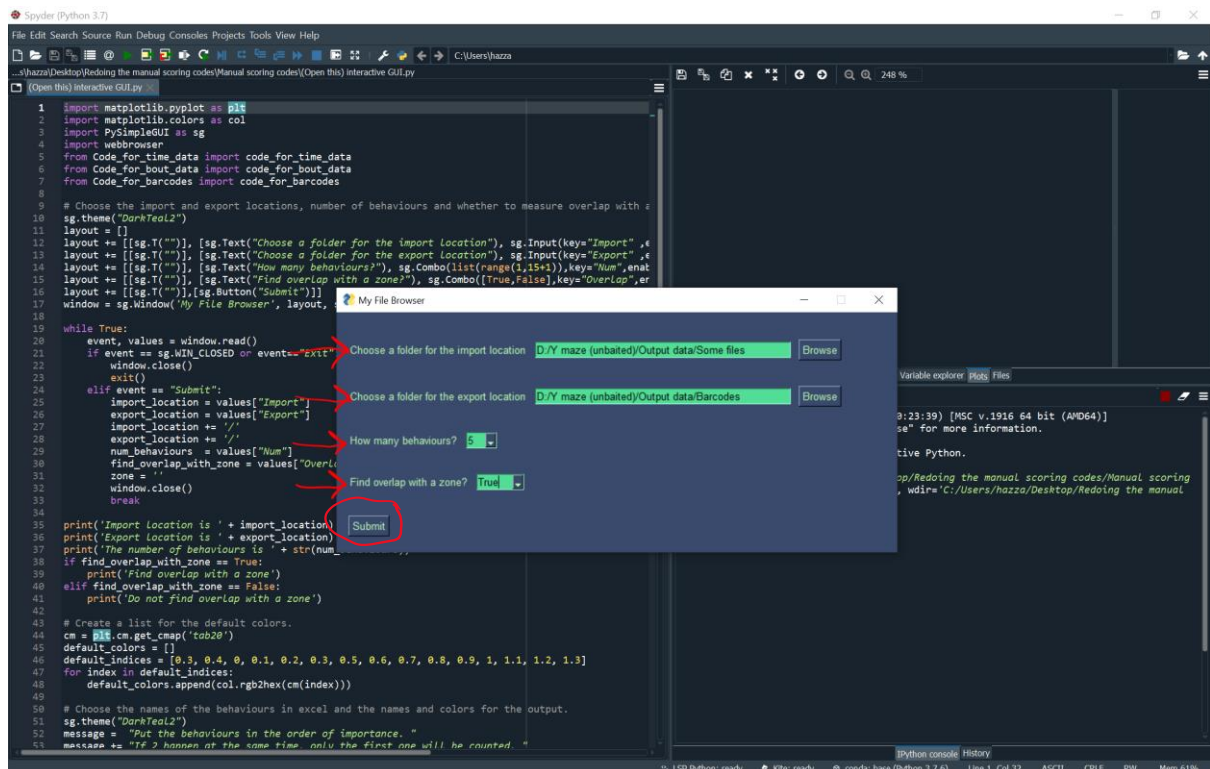 Spyder (Python 3.7)
File Edit Search Source Run Debug Consoles Projects Tools View Help
C:\Users\hazza
...s\hazza\Desktop\Redoing the manual scoring codes\Manual scoring codes\(Open this) interactive GUI.py
248 %
(Open this) interactive GUI.py
1 import matplotlib.pyplot as plt
2 import matplotlib.colors as col
3 import PySimpleGUI as sg
4 import webbrowser
5 from Code_for_time_data import code_for_time_data
6 from Code_for_bout_data import code_for_bout_data
7 from Code_for_barcodes import code_for_barcodes
8
9 # Choose the import and export locations, number of behaviours and whether to measure overlap with a
10 sg.theme("DarkTeal2")
11 layout = []
12 layout += [[sg.T("")], [sg.Text("Choose a folder for the import location"), sg.Input(key="Import" ,e
13 layout += [[sg.T("")], [sg.Text("Choose a folder for the export location"), sg.Input(key="Export" ,e
14 layout += [[sg.T("")], [sg.Text("How many behaviours?"), sg.Combo(list(range(1,15+1)),key="Num",enat
15 layout += [[sg.T("")], [sg.Text("Find overlap with a zone?"), sg.Combo([True,False],key="Overlap",er
16 layout += [[sg.T("")],[sg.Button("Submit")]]
17 window = sg.Window('My File Browser', layout,
18
19 while True:
20 event, values = window.read()
21 if event == sg.WIN_CLOSED or event=="Exit"
22 window.close()
23 exit()
24 elif event == "Submit":
25 import_location = values["Import"]
26 export_location = values["Export"]
27 import_location += '/'
28 export_location += '/'
29 num_behaviours = values["Num"]
30 find_overlap_with_zone = values["Overl
31 zone = ''
32 window.close()
33 break
34
35 print('Import Location is ' + import_location)
36 print('Export Location is ' + export_location)
37 print('The number of behaviours is ' + str(num_
38 if find_overlap_with_zone == True:
39 print('Find overlap with a zone')
40 elif find_overlap_with_zone == False:
41 print('Do not find overlap with a zone')
42
43 # Create a list for the default colors.
44 cm = plt.cm.get_cmap('tab20')
45 default_colors = []
46 default_indices = [0.3, 0.4, 0, 0.1, 0.2, 0.3, 0.5, 0.6, 0.7, 0.8, 0.9, 1, 1.1, 1.2, 1.3]
47 for index in default_indices:
48 default_colors.append(col.rgb2hex(cm(index)))
49
50 # Choose the names of the behaviours in excel and the names and colors for the output.
51 sg.theme("DarkTeal2")
52 message = "Put the behaviours in the order of importance. "
53 message += "If 2 happen at the same time, only the first one will be counted. "
My File Browser
Choose a folder for the import location D:/Y maze (unbaited)/Output data/Some files Browse
Choose a folder for the export location D:/Y maze (unbaited)/Output data/Barcodes Browse
How many behaviours? 5
Find overlap with a zone? True
Submit
Variable explorer Plots Files
0:23:39) [MSC v.1916 64 bit (AMD64)]
se" for more information.
tive Python.
op/Redoing the manual scoring codes/Manual scoring
, wdir='C:/Users/hazza/Desktop/Redoing the manual
IPython console History
LSP Python: ready Kite: ready conda: base (Python 3.7.6) Line 1, Col 32 ASCII CRLF RW Mem 61%